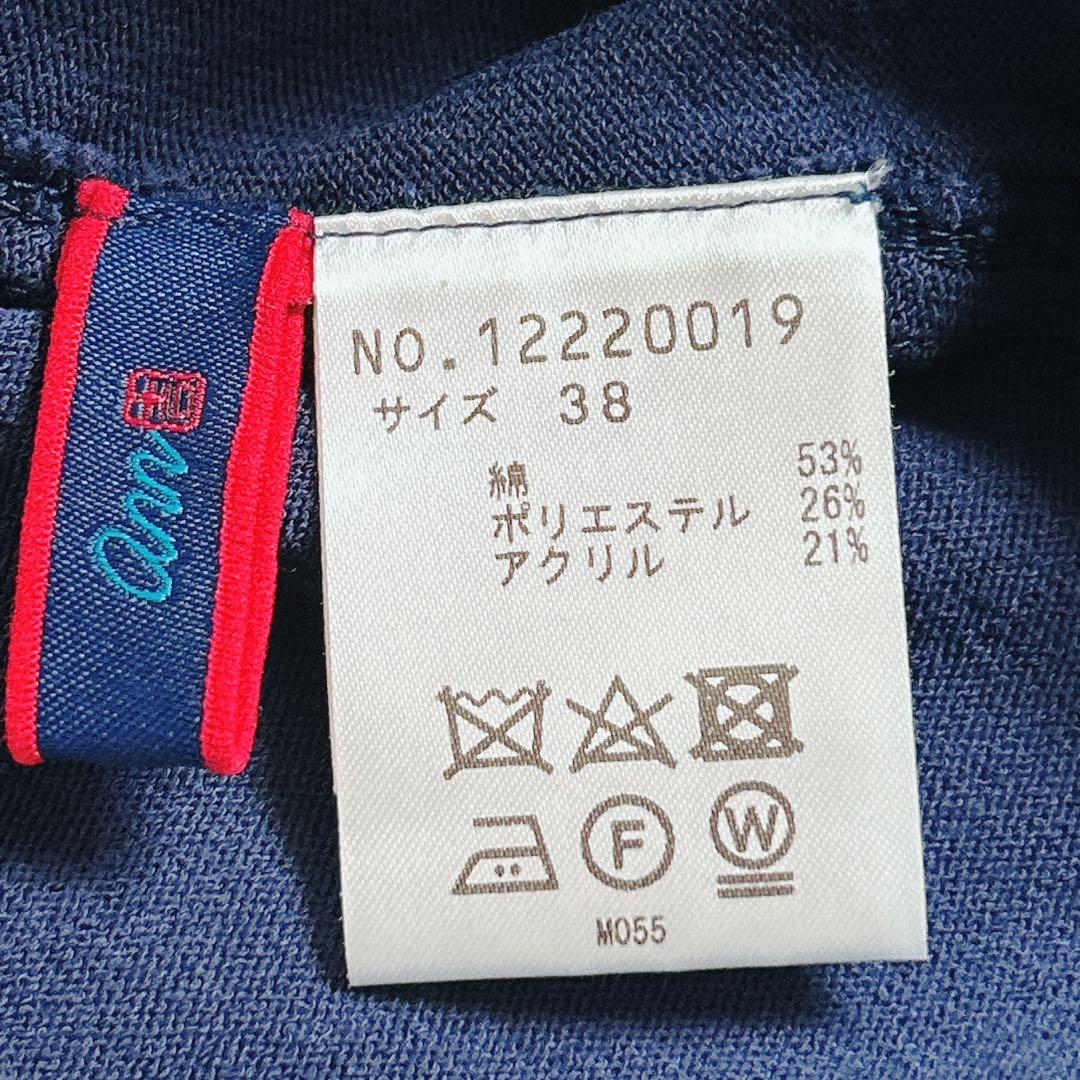 ann
NO.12220019
サイズ 38
綿 53%
ポリエステル 26%
アクリル 21%
F
W
M055